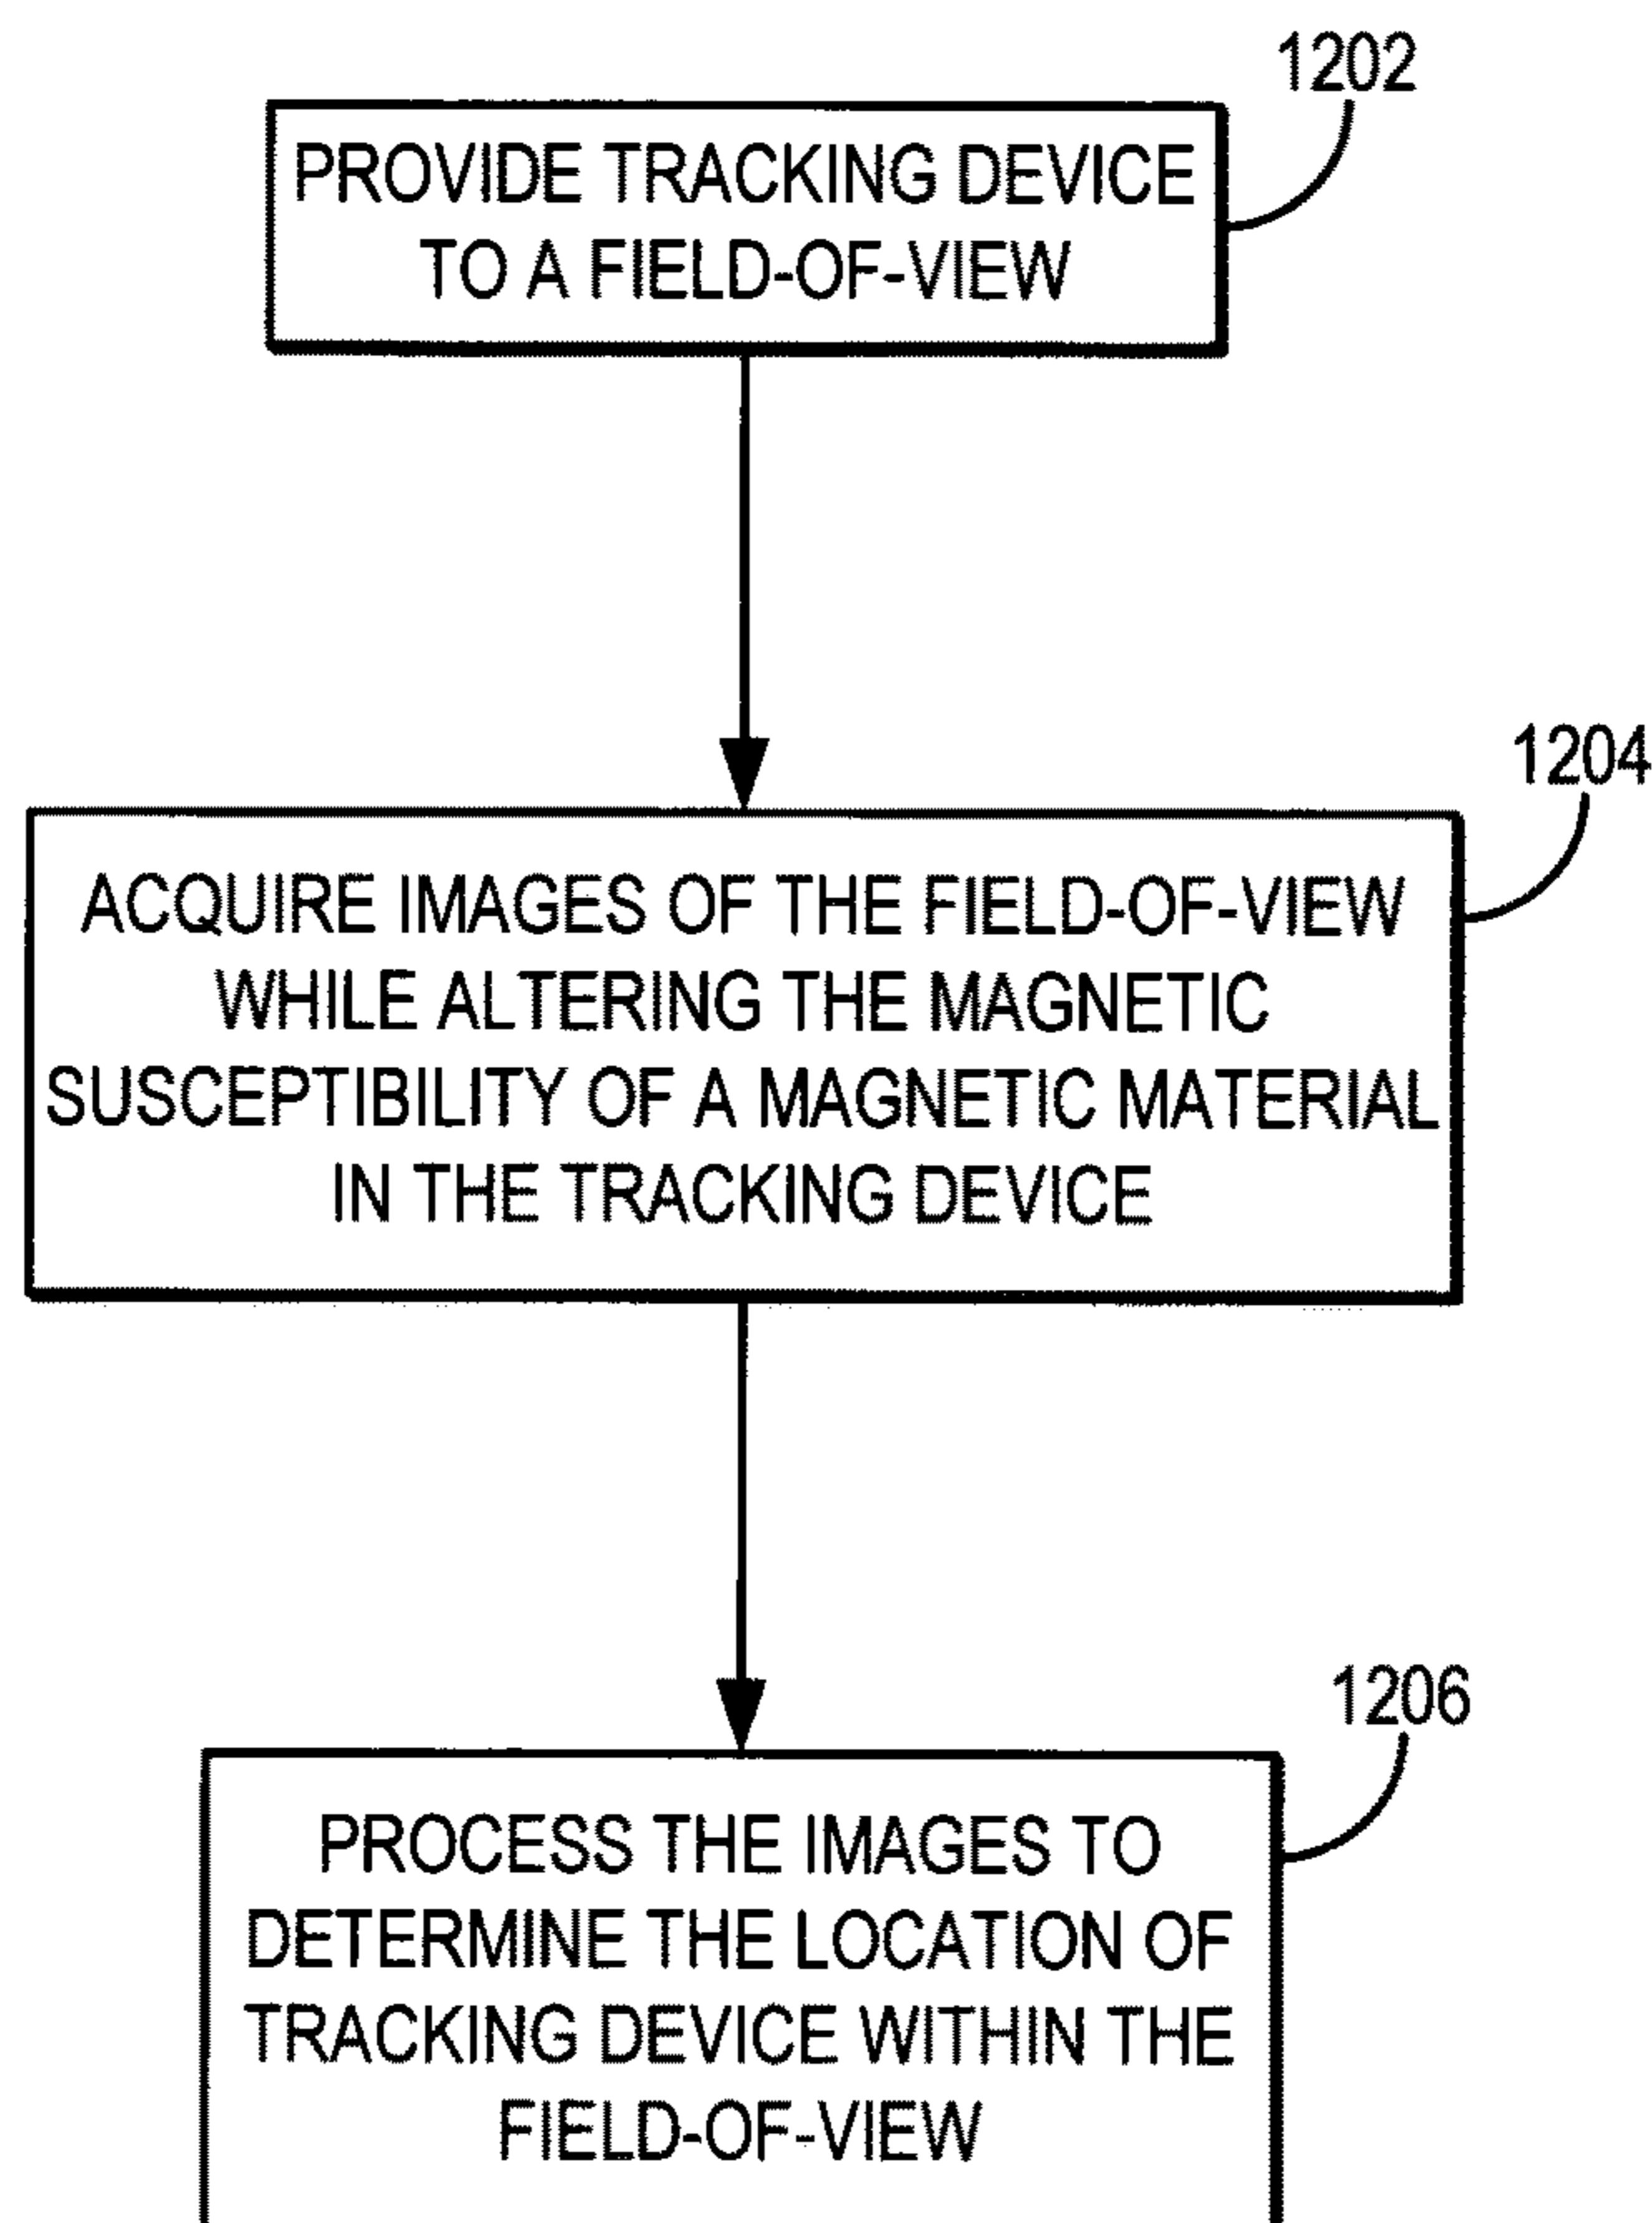 1202
PROVIDE TRACKING DEVICE
TO A FIELD-OF-VIEW
1204
ACQUIRE IMAGES OF THE FIELD-OF-VIEW
WHILE ALTERING THE MAGNETIC
SUSCEPTIBILITY OF A MAGNETIC MATERIAL
IN THE TRACKING DEVICE
1206
PROCESS THE IMAGES TO
DETERMINE THE LOCATION OF
TRACKING DEVICE WITHIN THE
FIELD-OF-VIEW